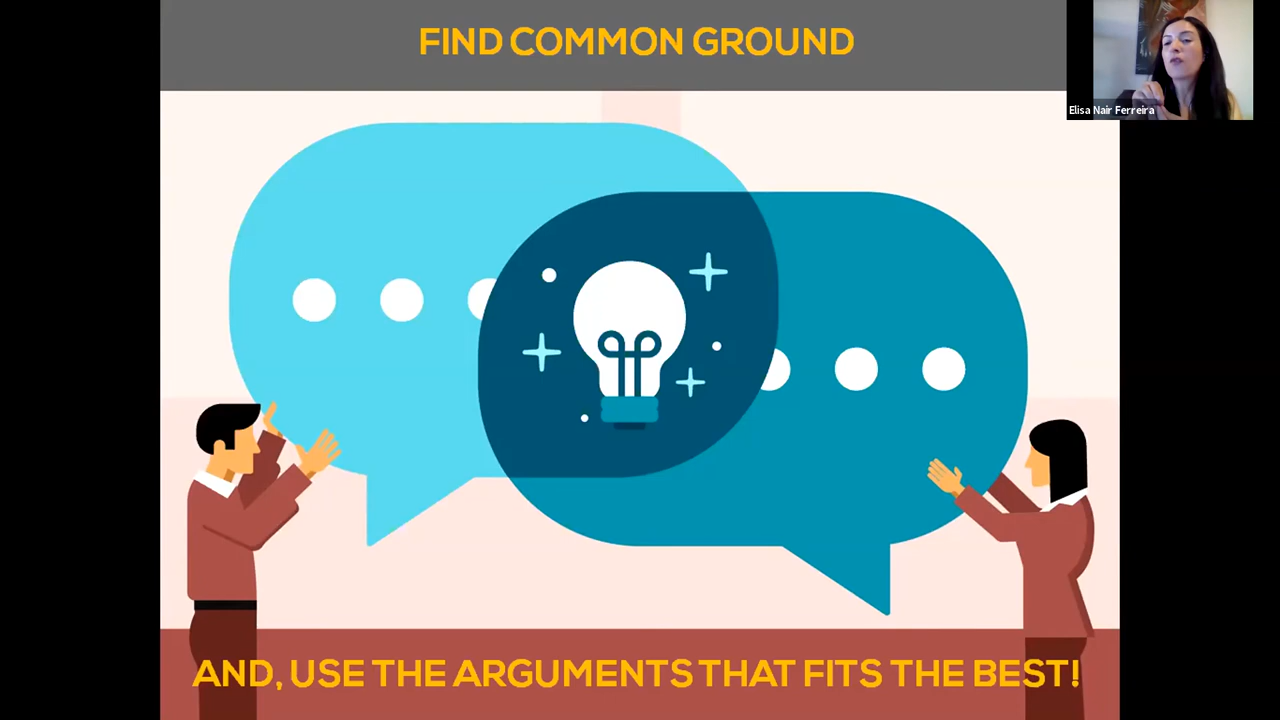 FIND COMMON GROUND
Elisa Nair Ferreira
AND, USE THE ARGUMENTS THAT FITS THE BEST!